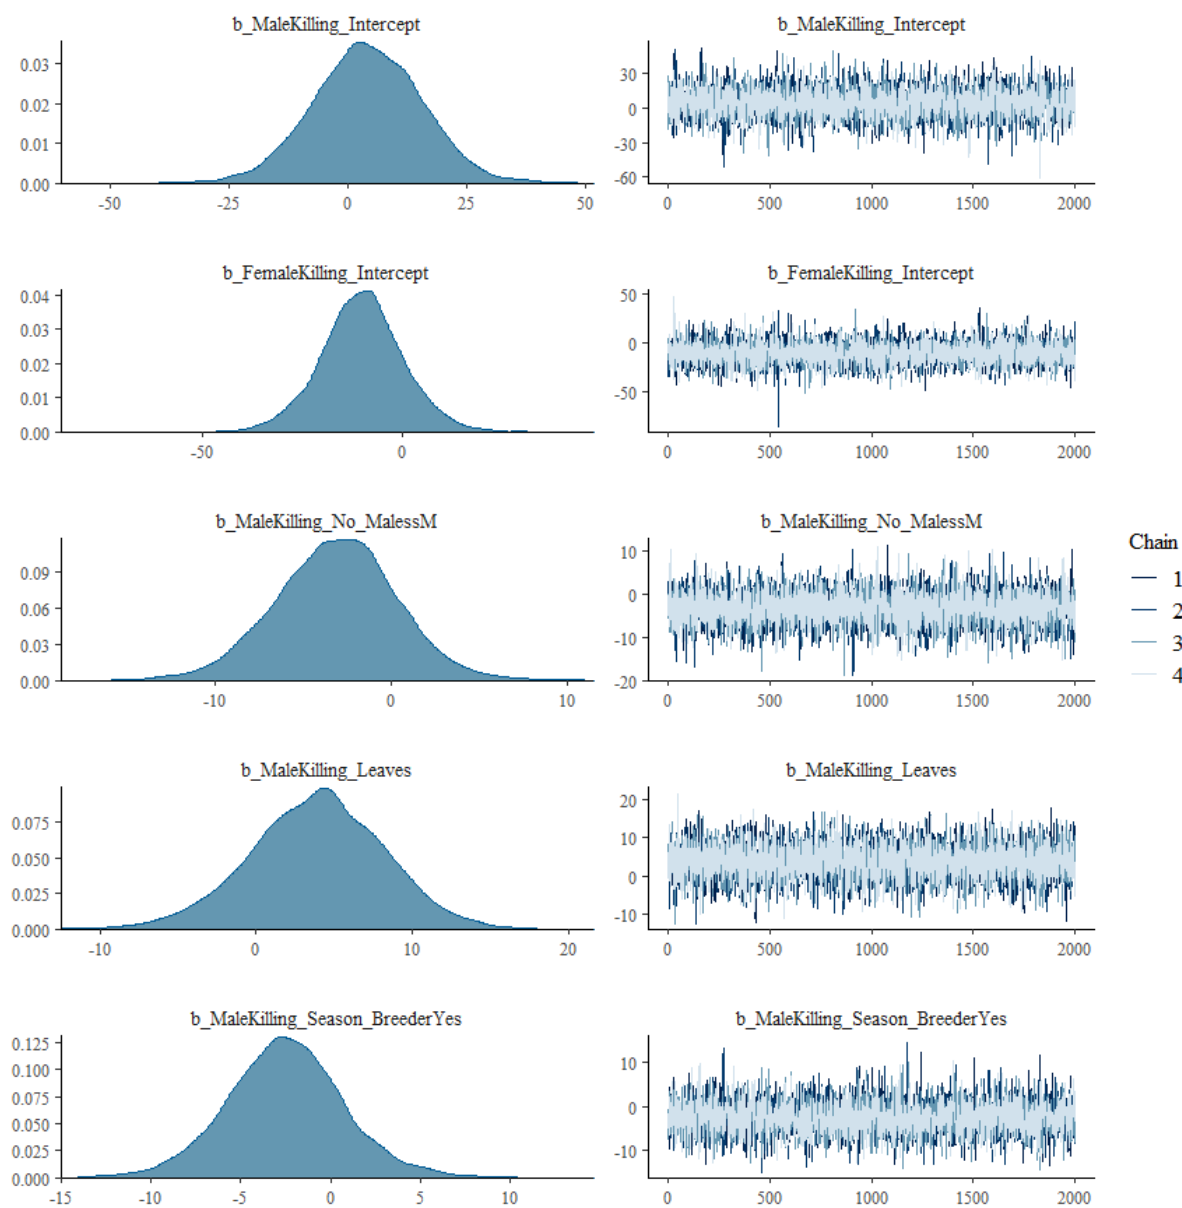 b_MaleKilling_Intercept
0.03
0.02
0.01
0.00
-50 -25 0 25 50
b_MaleKilling_Intercept
30
0
-30
-60
0 500 1000 1500 2000
b_FemaleKilling_Intercept
0.04
0.03
0.02
0.01
0.00
-50 0
b_FemaleKilling_Intercept
50
0
-50
0 500 1000 1500 2000
b_MaleKilling_No_MalessM
0.09
0.06
0.03
0.00
-10 0 10
b_MaleKilling_No_MalessM
10
0
-10
-20
0 500 1000 1500 2000
Chain
1
2
3
4
b_MaleKilling_Leaves
0.075
0.050
0.025
0.000
-10 0 10 20
b_MaleKilling_Leaves
20
10
0
-10
0 500 1000 1500 2000
b_MaleKilling_Season_BreederYes
0.125
0.100
0.075
0.050
0.025
0.000
-15 -10 -5 0 5 10
b_MaleKilling_Season_BreederYes
10
0
-10
0 500 1000 1500 2000